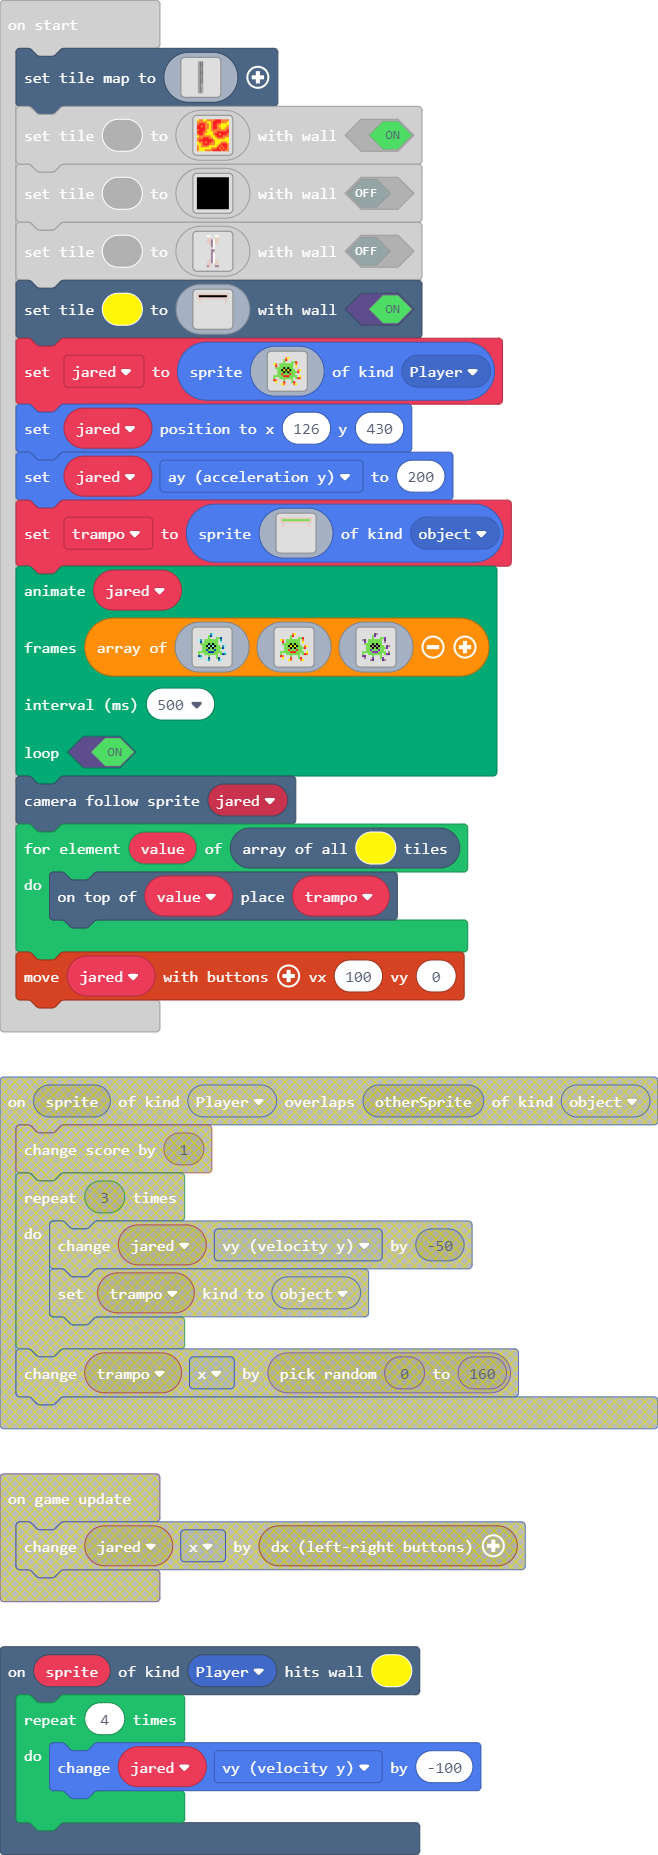 on start
set tile map to
set tile to with wall ON
set tile to with wall OFF
set tile to with wall OFF
set tile to with wall ON
set jared to sprite of kind Player
set jared position to x 126 y 430
set jared ay (acceleration y) to 200
set trampo to sprite of kind object
animate jared
frames array of
interval (ms) 500
loop ON
camera follow sprite jared
for element value of array of all tiles
do on top of value place trampo
move jared with buttons vx 100 vy 0
on sprite of kind Player overlaps otherSprite of kind object
change score by 1
repeat 3 times
do change jared vy (velocity y) by -50
set trampo kind to object
change trampo x by pick random 0 to 160
on game update
change jared x by dx (left-right buttons)
on sprite of kind Player hits wall
repeat 4 times
do change jared vy (velocity y) by -100